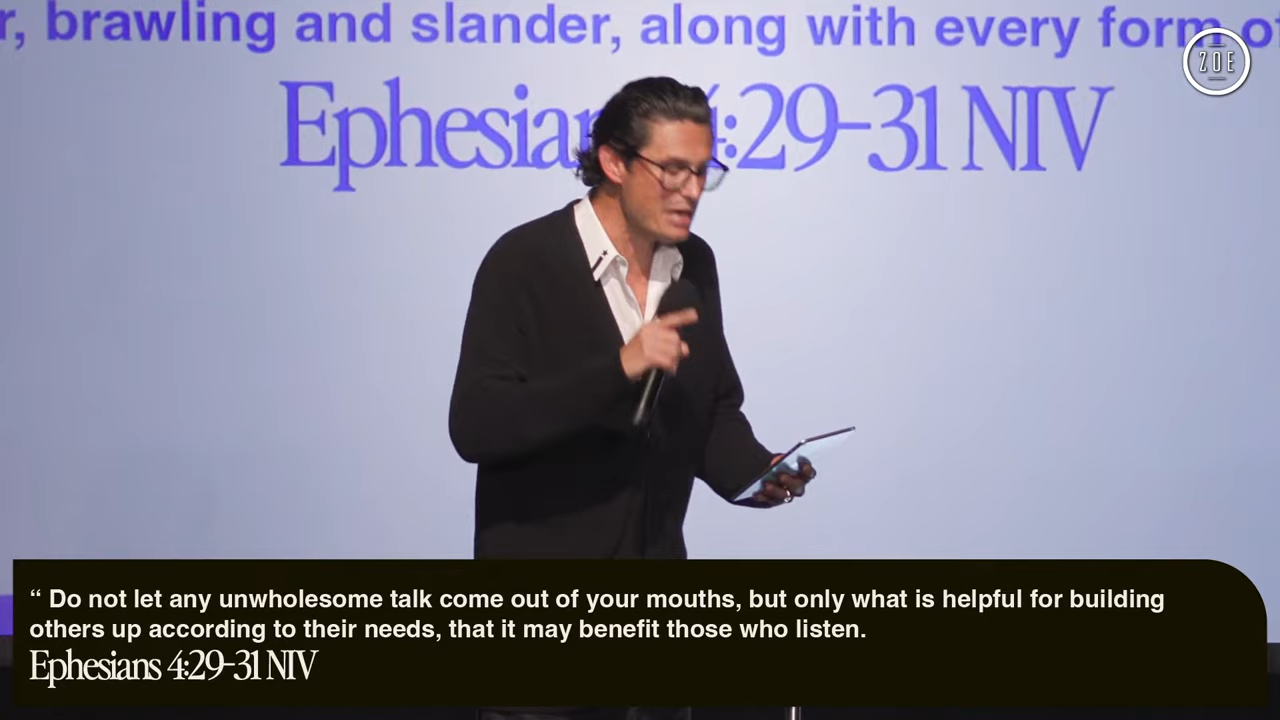 r, brawling and slander, along with every form of
Ephesians 4:29-31 NIV
ZOE
“ Do not let any unwholesome talk come out of your mouths, but only what is helpful for building
others up according to their needs, that it may benefit those who listen.
Ephesians 4:29-31 NIV